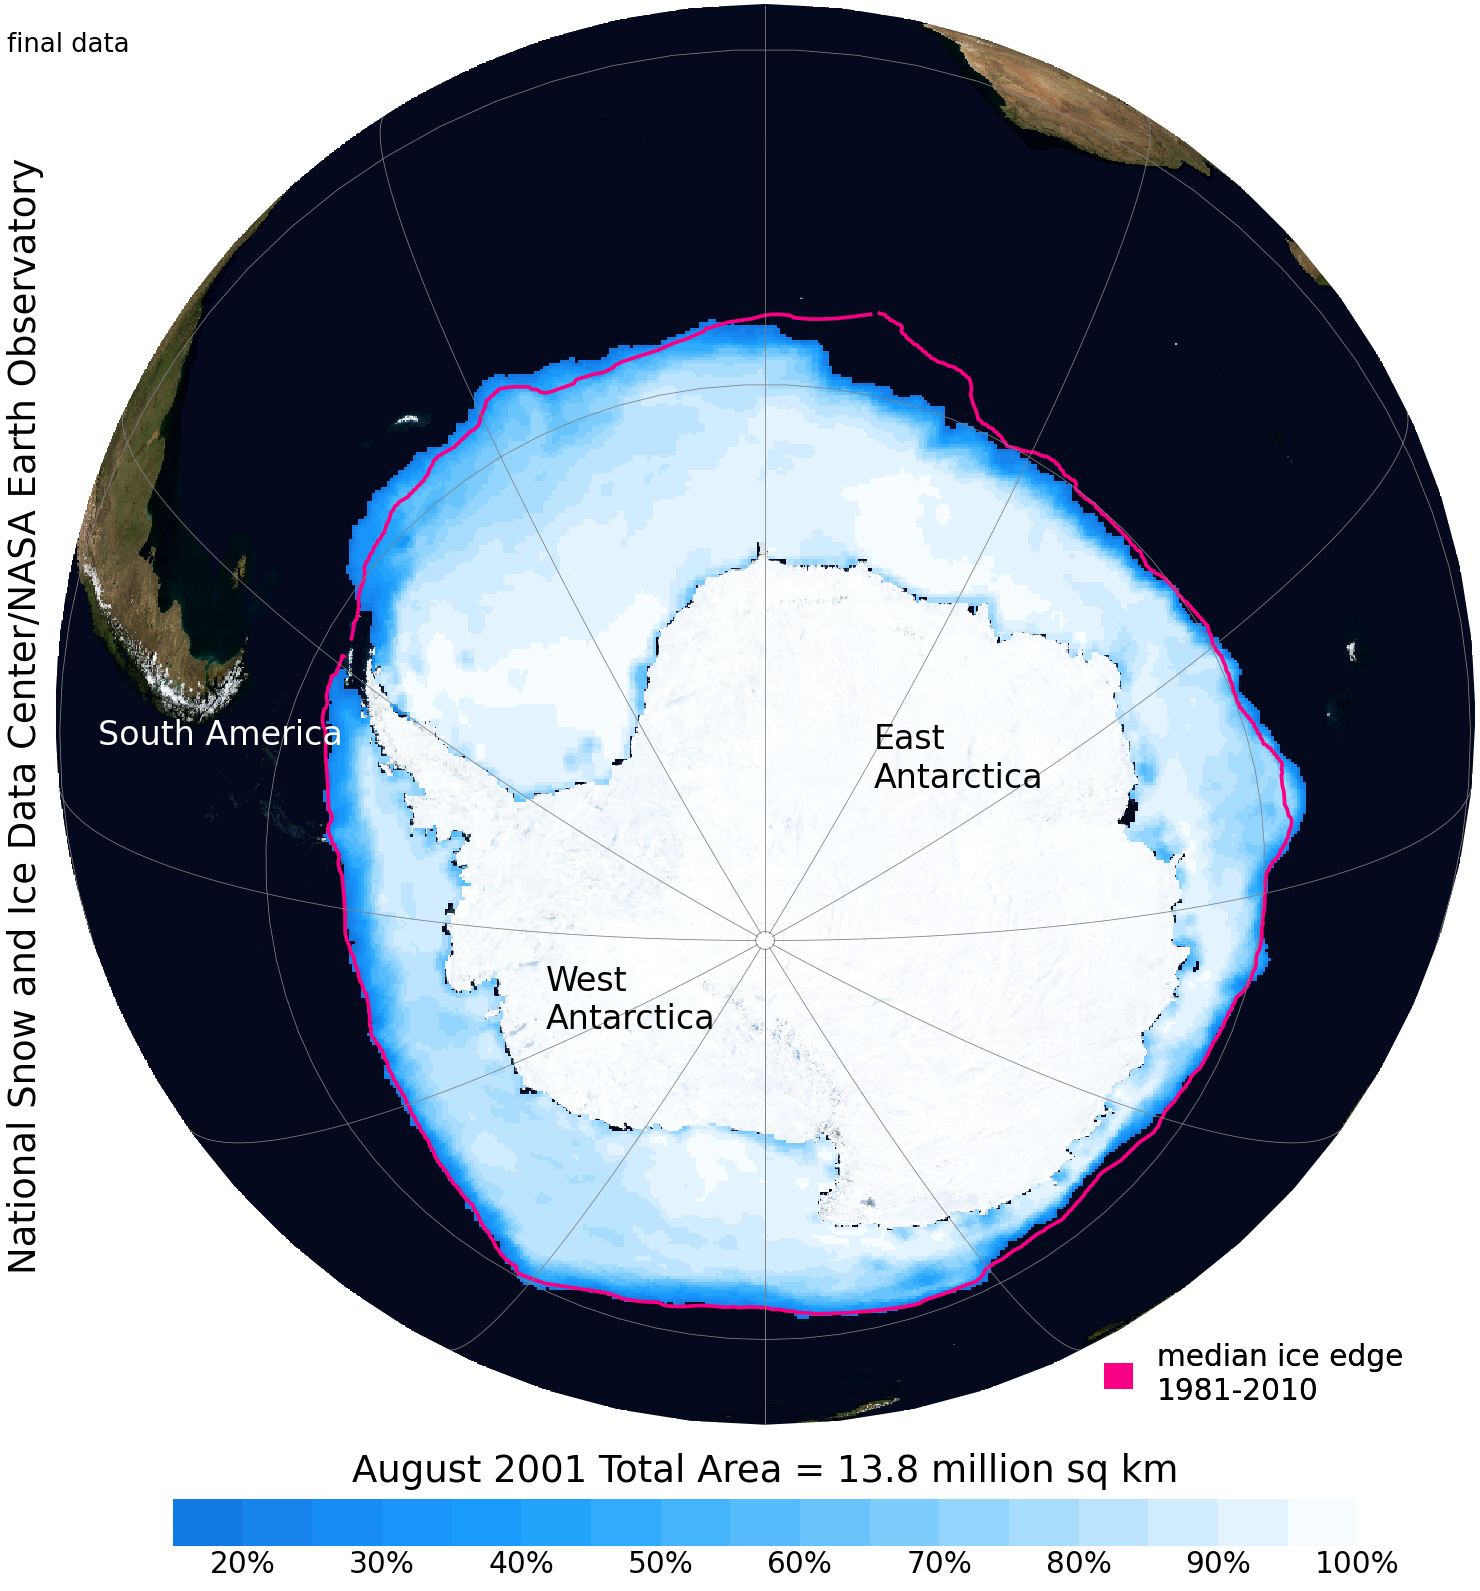 final data
National Snow and Ice Data Center/NASA Earth Observatory
South America
East
Antarctica
West
Antarctica
median ice edge
1981-2010
August 2001 Total Area = 13.8 million sq km
20% 30% 40% 50% 60% 70% 80% 90% 100%